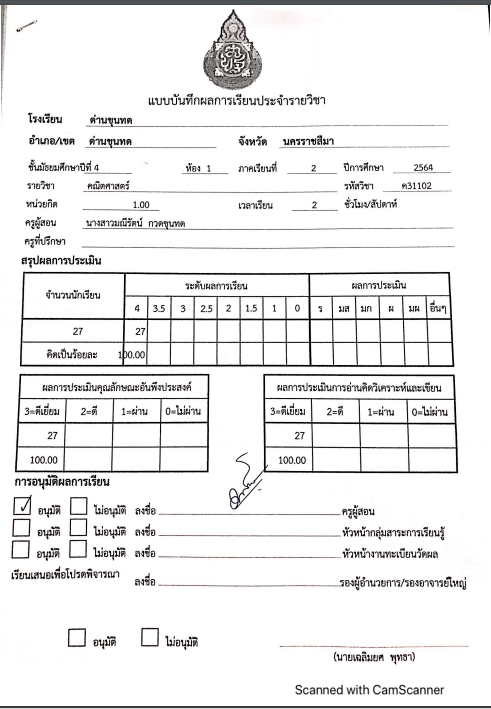 แบบบันทึกผลการเรียนประจำรายวิชา
โรงเรียน ด่านขุนทด
อำเภอ/เขต ด่านขุนทด จังหวัด นครราชสีมา
ชั้นมัธยมศึกษาปีที่ 4 ห้อง 1 ภาคเรียนที่ 2 ปีการศึกษา 2564
รายวิชา คณิตศาสตร์ รหัสวิชา ค31102
หน่วยกิต 1.00 เวลาเรียน 2 ชั่วโมง/สัปดาห์
ครูผู้สอน นางสาวมณีรัตน์ กวดขุนทด
ครูที่ปรึกษา
สรุปผลการประเมิน
จำนวนนักเรียน ระดับผลการเรียน ผลการประเมิน
4 3.5 3 2.5 2 1.5 1 0 ร มส มก ผ มผ อื่นๆ
27 27
คิดเป็นร้อยละ 100.00
ผลการประเมินคุณลักษณะอันพึงประสงค์ ผลการประเมินการอ่านคิดวิเคราะห์และเขียน
3=ดีเยี่ยม 2=ดี 1=ผ่าน 0=ไม่ผ่าน 3=ดีเยี่ยม 2=ดี 1=ผ่าน 0=ไม่ผ่าน
27 27
100.00 100.00
การอนุมัติผลการเรียน
อนุมัติ ไม่อนุมัติ ลงชื่อ ครูผู้สอน
อนุมัติ ไม่อนุมัติ ลงชื่อ หัวหน้ากลุ่มสาระการเรียนรู้
อนุมัติ ไม่อนุมัติ ลงชื่อ หัวหน้างานทะเบียนวัดผล
เรียนเสนอเพื่อโปรดพิจารณา ลงชื่อ รองผู้อำนวยการ/รองอาจารย์ใหญ่
อนุมัติ ไม่อนุมัติ
(นายเฉลิมยศ พุทธา)
Scanned with CamScanner